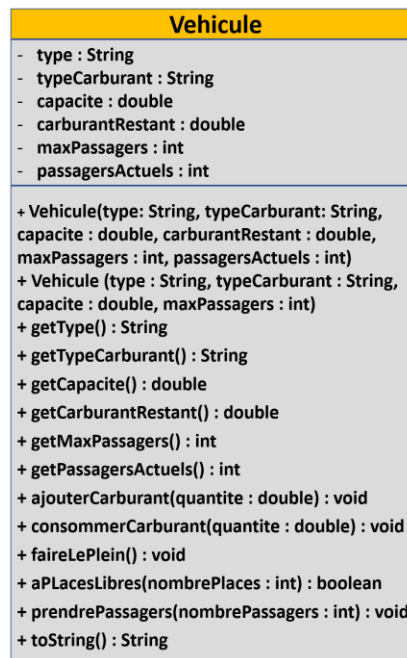 Vehicule
- type : String
- typeCarburant : String
- capacite : double
- carburantRestant : double
- maxPassagers : int
- passagersActuels : int
+ Vehicule(type: String, typeCarburant: String,
capacite : double, carburantRestant : double,
maxPassagers : int, passagersActuels : int)
+ Vehicule (type : String, typeCarburant : String,
capacite : double, maxPassagers : int)
+ getType() : String
+ getTypeCarburant() : String
+ getCapacite() : double
+ getCarburantRestant() : double
+ getMaxPassagers() : int
+ getPassagersActuels() : int
+ ajouterCarburant(quantite : double) : void
+ consommerCarburant(quantite : double) : void
+ faireLePlein() : void
+ aPLacesLibres(nombrePlaces : int) : boolean
+ prendrePassagers(nombrePassagers : int) : void
+ toString() : String